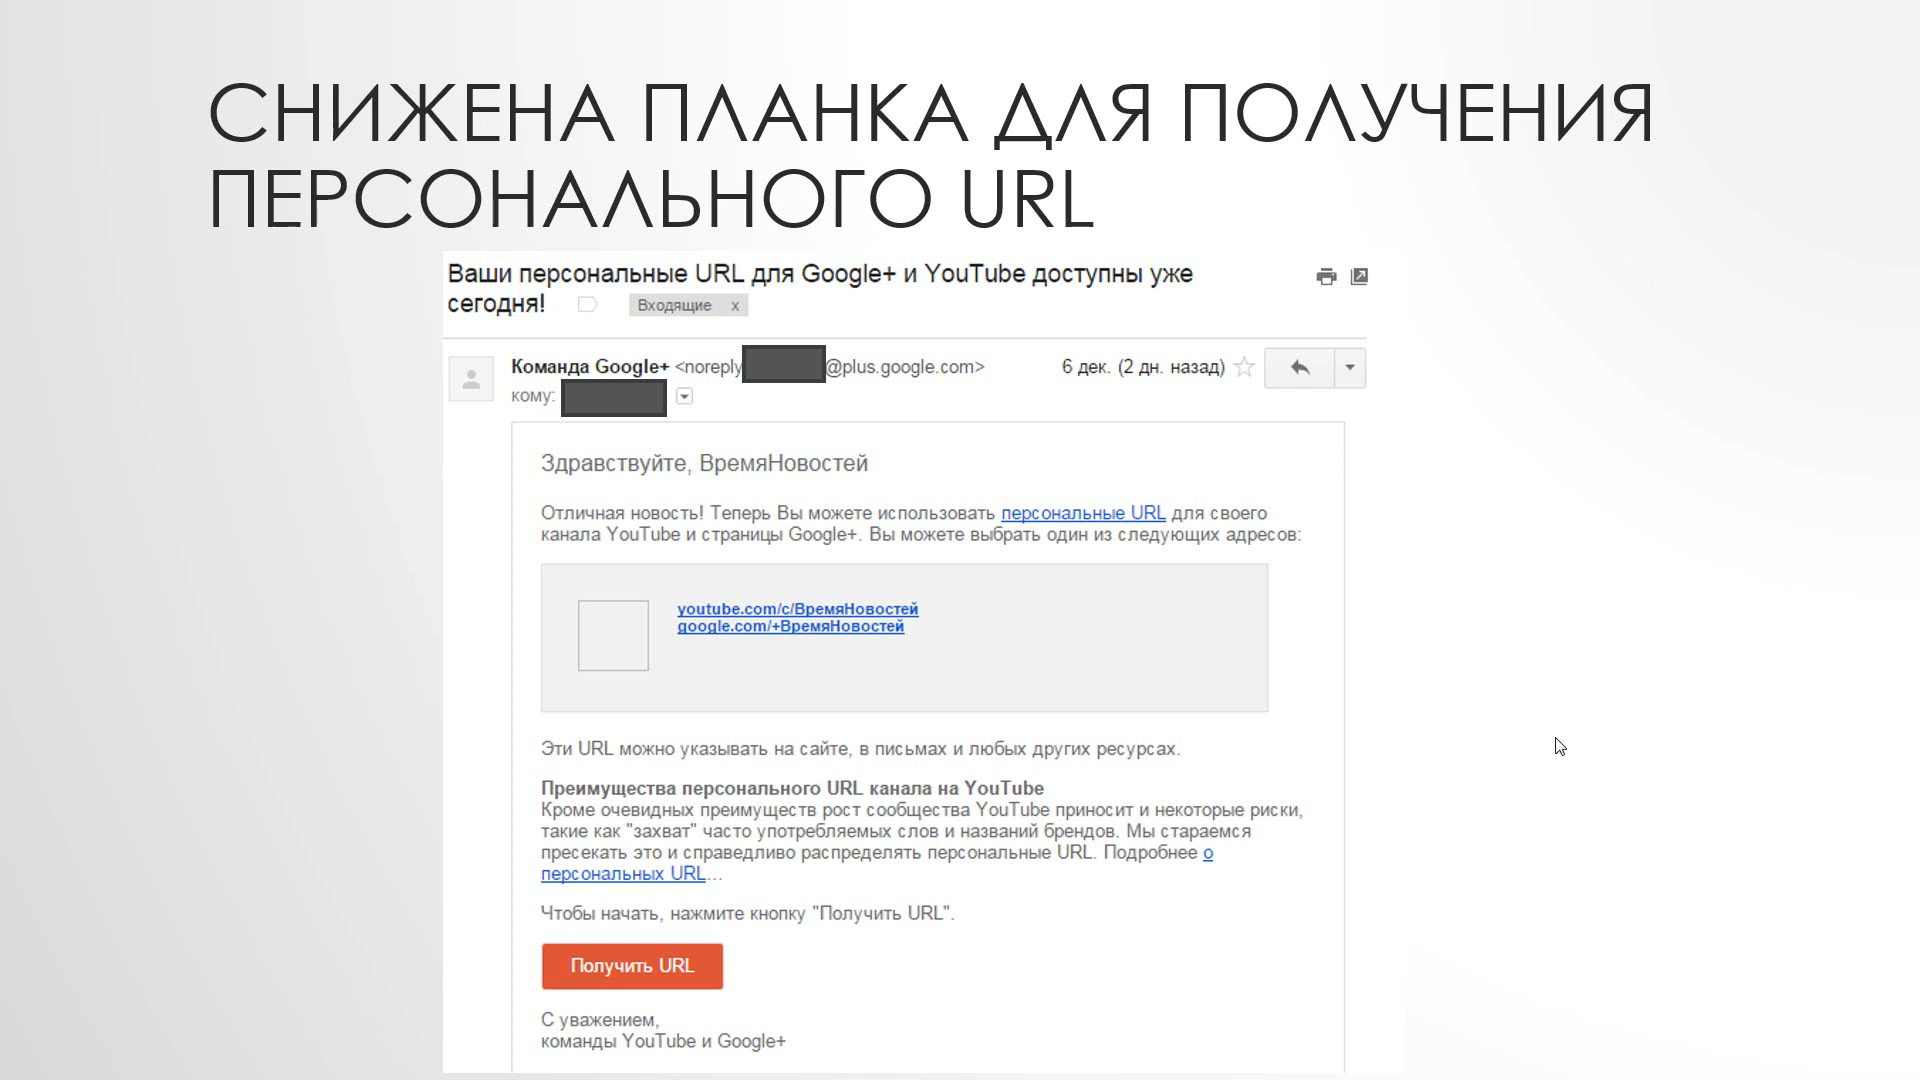 СНИЖЕНА ПЛАНКА ДЛЯ ПОЛУЧЕНИЯ
ПЕРСОНАЛЬНОГО URL
Ваши персональные URL для Google+ и YouTube доступны уже
сегодня! Входящие x
Команда Google+ <noreply @plus.google.com> 6 дек. (2 дн. назад)
кому:
Здравствуйте, ВремяНовостей
Отличная новость! Теперь Вы можете использовать персональные URL для своего
канала YouTube и страницы Google+. Вы можете выбрать один из следующих адресов:
youtube.com/c/ВремяНовостей
google.com/+ВремяНовостей
Эти URL можно указывать на сайте, в письмах и любых других ресурсах.
Преимущества персонального URL канала на YouTube
Кроме очевидных преимуществ рост сообщества YouTube приносит и некоторые риски,
такие как "захват" часто употребляемых слов и названий брендов. Мы стараемся
пресекать это и справедливо распределять персональные URL. Подробнее о
персональных URL...
Чтобы начать, нажмите кнопку "Получить URL".
Получить URL
С уважением,
команды YouTube и Google+